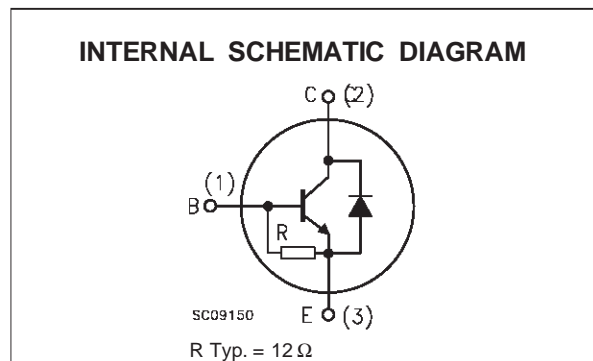 INTERNAL SCHEMATIC DIAGRAM
C (2)
(1)
B
R
SC09150
E (3)
R Typ. = 12 Ω